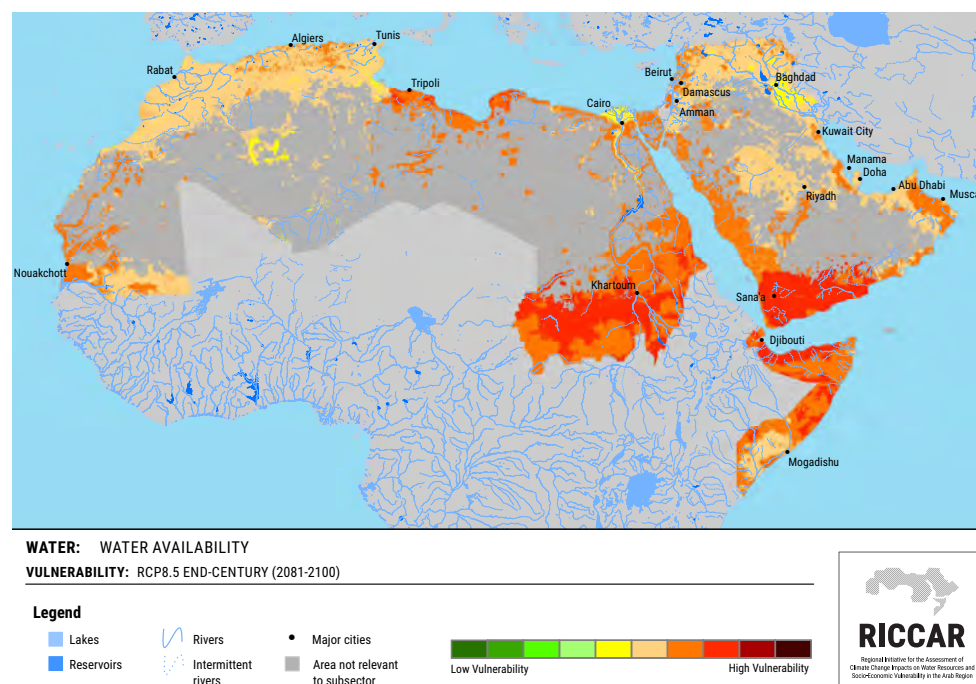 Algiers
Tunis
Rabat
Tripoli
Beirut
Baghdad
Damascus
Cairo
Amman
Kuwait City
Manama
Doha
Abu Dhabi
Riyadh
Musca
Nouakchott
Khartoum
Sana'a
Djibouti
Mogadishu
WATER: WATER AVAILABILITY
VULNERABILITY: RCP8.5 END-CENTURY (2081-2100)
Legend
Lakes
Rivers
Major cities
Reservoirs
Intermittent
rivers
Area not relevant
to subsector
Low Vulnerability
High Vulnerability
RICCAR
Regional Initiative for the Assessment of
Climate Change Impacts on Water Resources and
Socio-Economic Vulnerability in the Arab Region